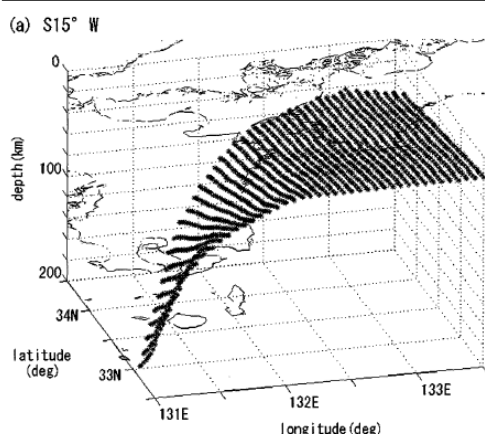 (a) S15° W
0
100
200
depth(km)
34N
33N
latitude
(deg)
131E
132E
133E
longitude(deg)